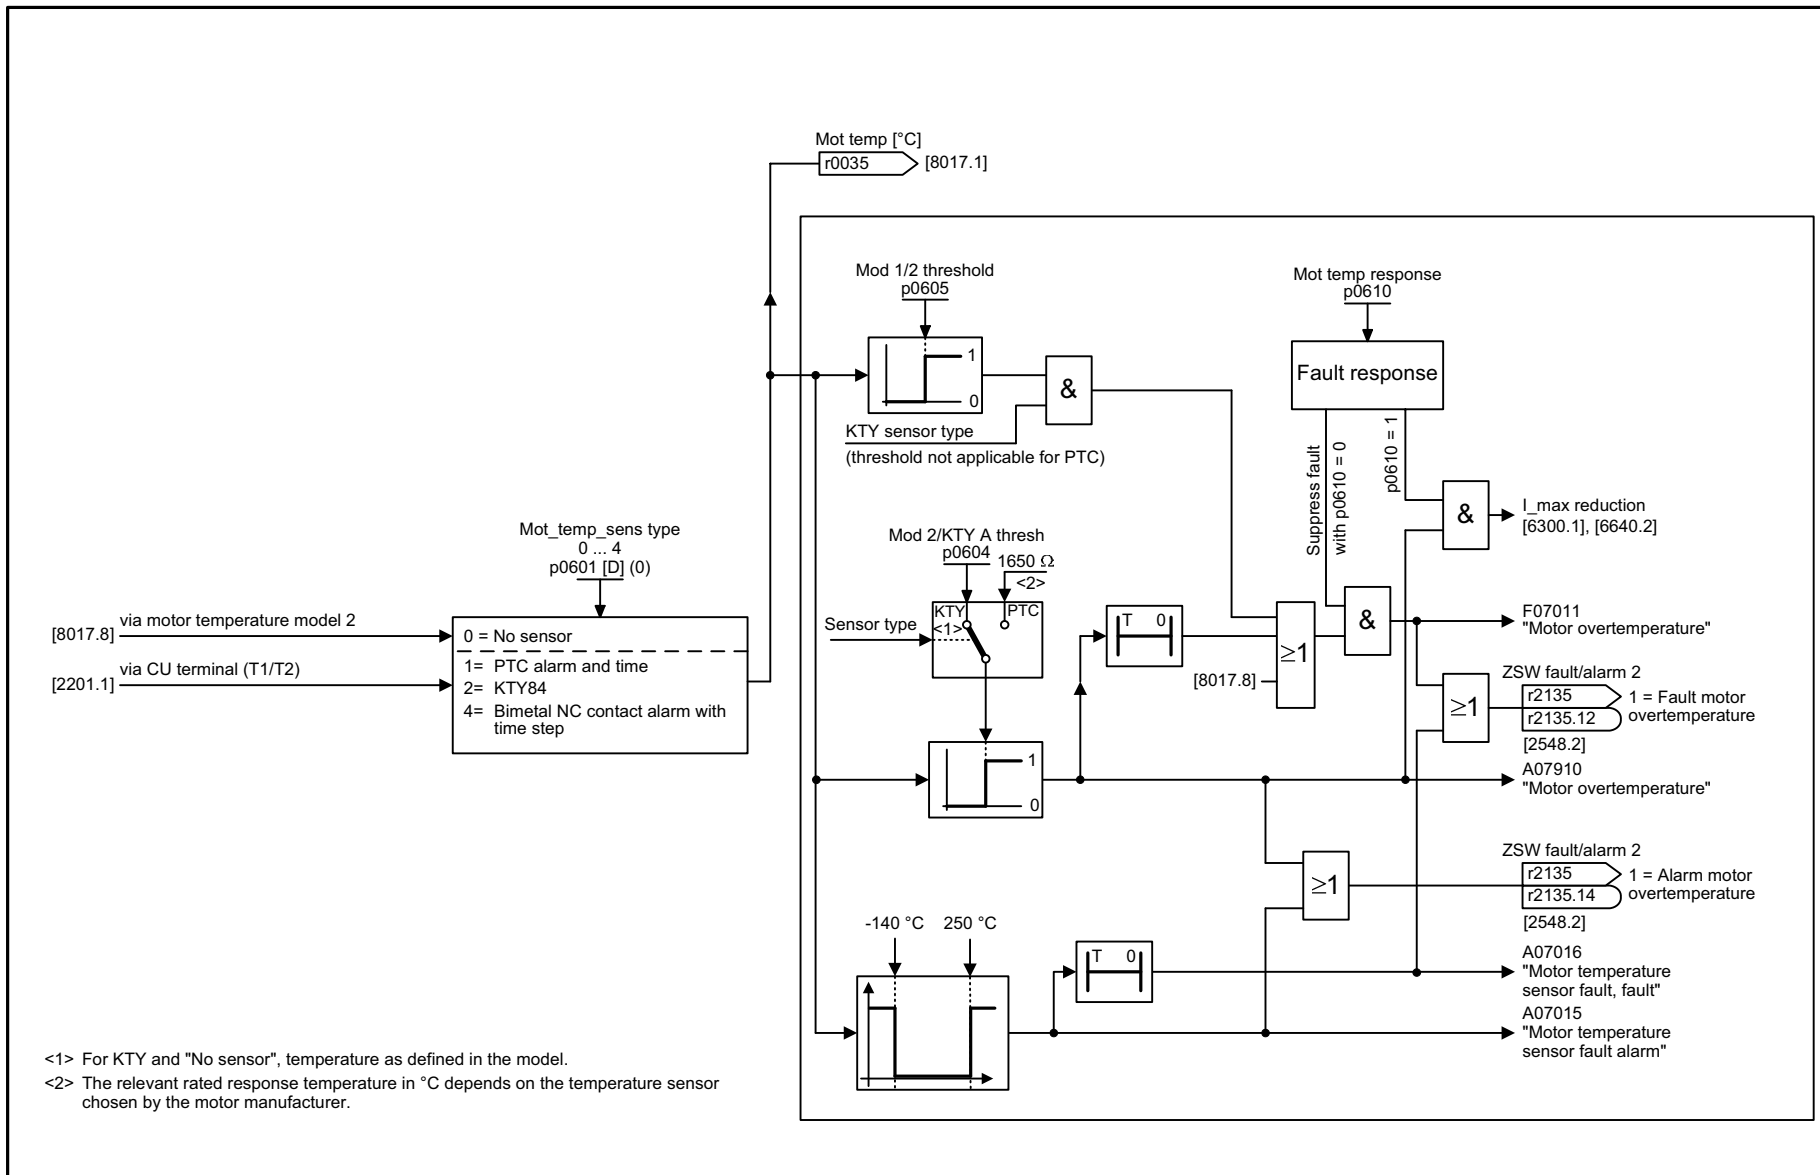 Mot temp [°C]
r0035
[8017.1]
Mod 1/2 threshold
p0605
1
0
&
KTY sensor type
(threshold not applicable for PTC)
Mot temp response
p0610
Fault response
Suppress fault
with p0610 = 0
p0610 = 1
&
I_max reduction
[6300.1], [6640.2]
Mot_temp_sens type
0 ... 4
p0601 [D] (0)
[8017.8]
via motor temperature model 2
[2201.1]
via CU terminal (T1/T2)
0 = No sensor
1= PTC alarm and time
2= KTY84
4= Bimetal NC contact alarm with
time step
Mod 2/KTY A thresh
p0604
1650 Ω
<2>
Sensor type
KTY
<1>
PTC
T 0
[8017.8]
≥1
&
F07011
"Motor overtemperature"
ZSW fault/alarm 2
≥1
r2135
r2135.12
1 = Fault motor
overtemperature
[2548.2]
1
0
A07910
"Motor overtemperature"
ZSW fault/alarm 2
≥1
r2135
r2135.14
1 = Alarm motor
overtemperature
[2548.2]
-140 °C
250 °C
T 0
A07016
"Motor temperature
sensor fault, fault"
A07015
"Motor temperature
sensor fault alarm"
<1> For KTY and "No sensor", temperature as defined in the model.
<2> The relevant rated response temperature in °C depends on the temperature sensor
chosen by the motor manufacturer.